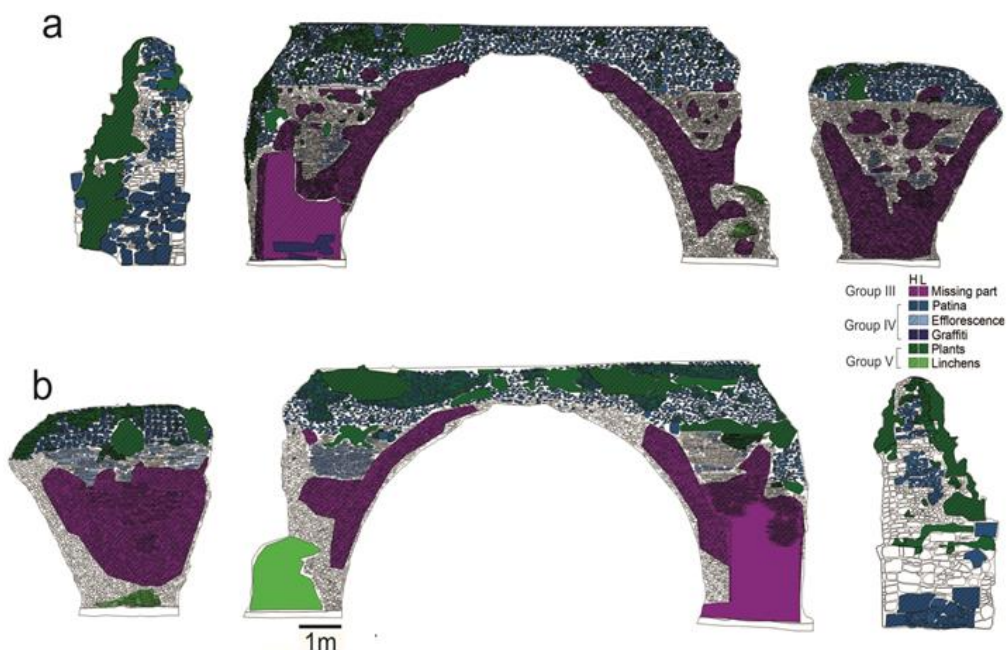 a
H L
Group III Missing part
Group IV Patina
Efflorescence
Graffiti
Group V Plants
Linchens
b
1m